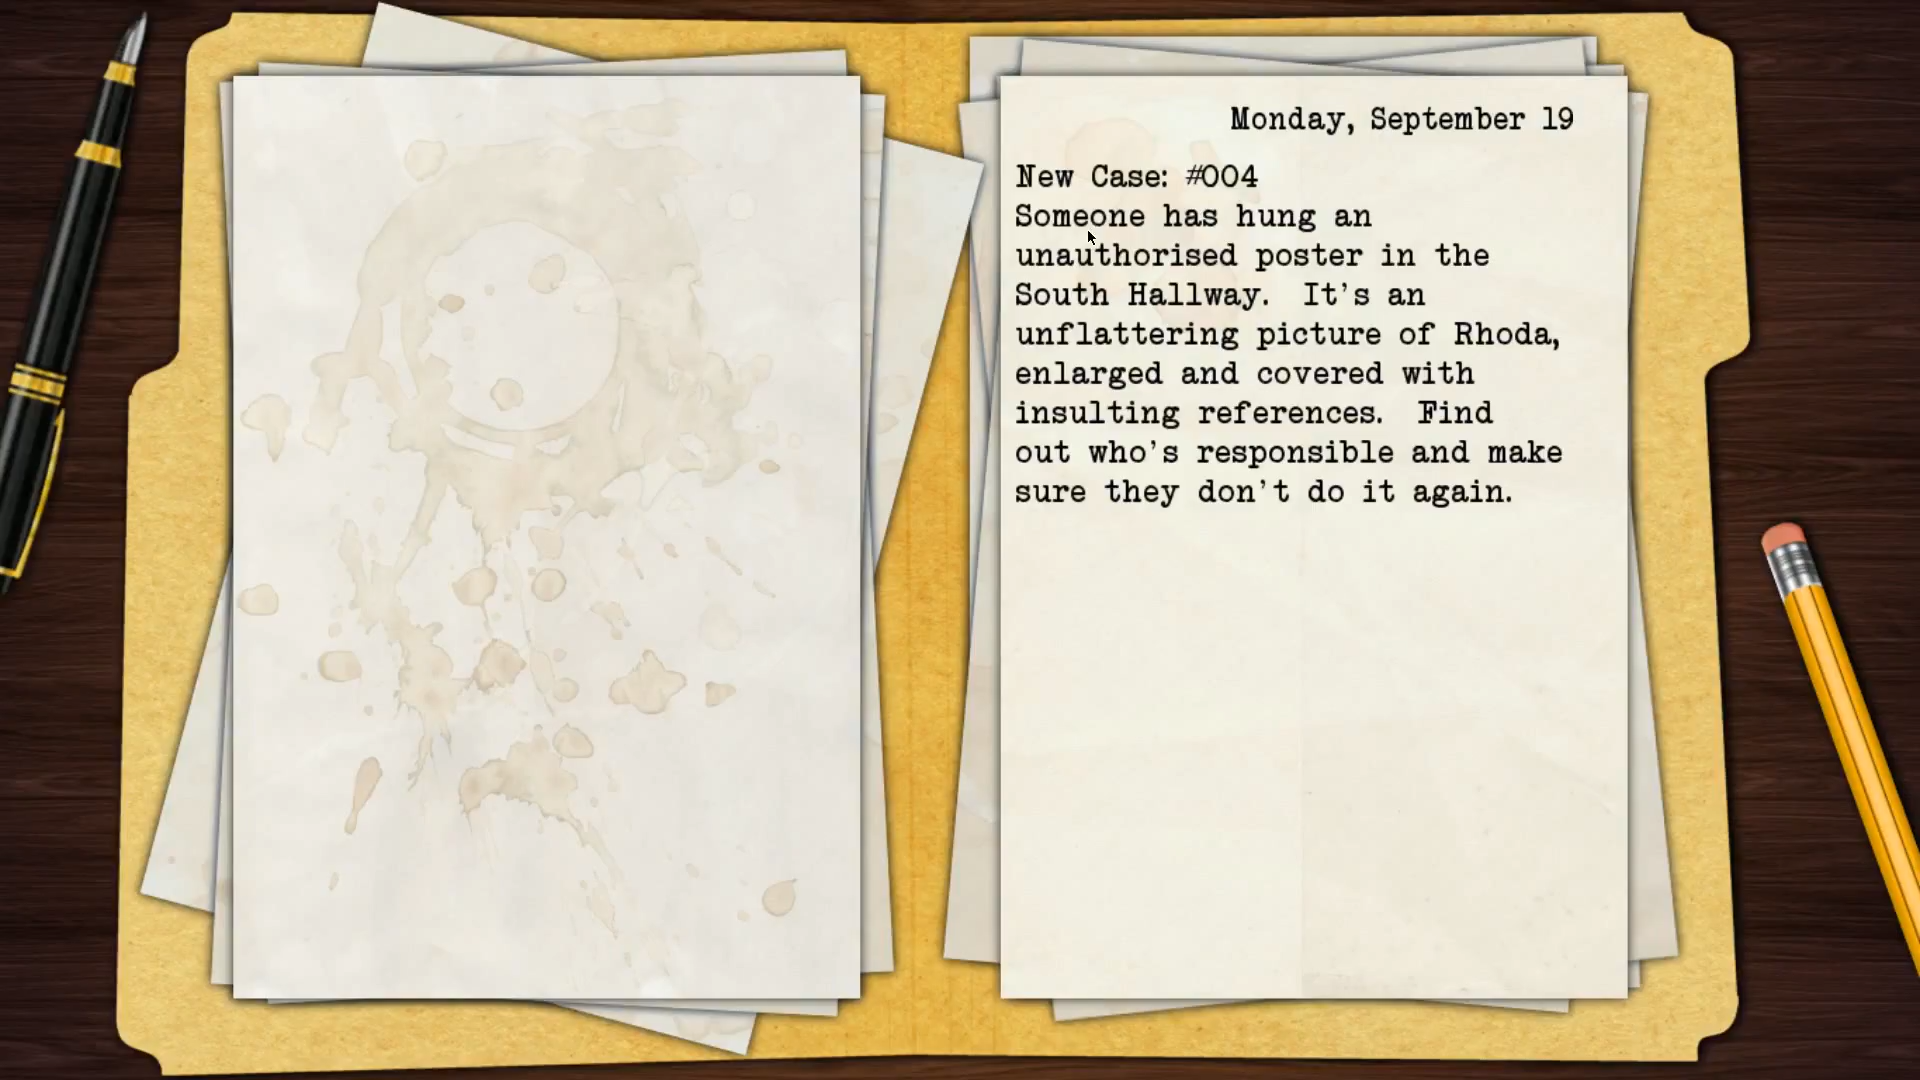 Monday, September 19
New Case: #004
Someone has hung an
unauthorised poster in the
South Hallway.  It's an
unflattering picture of Rhoda,
enlarged and covered with
insulting references.  Find
out who's responsible and make
sure they don't do it again.